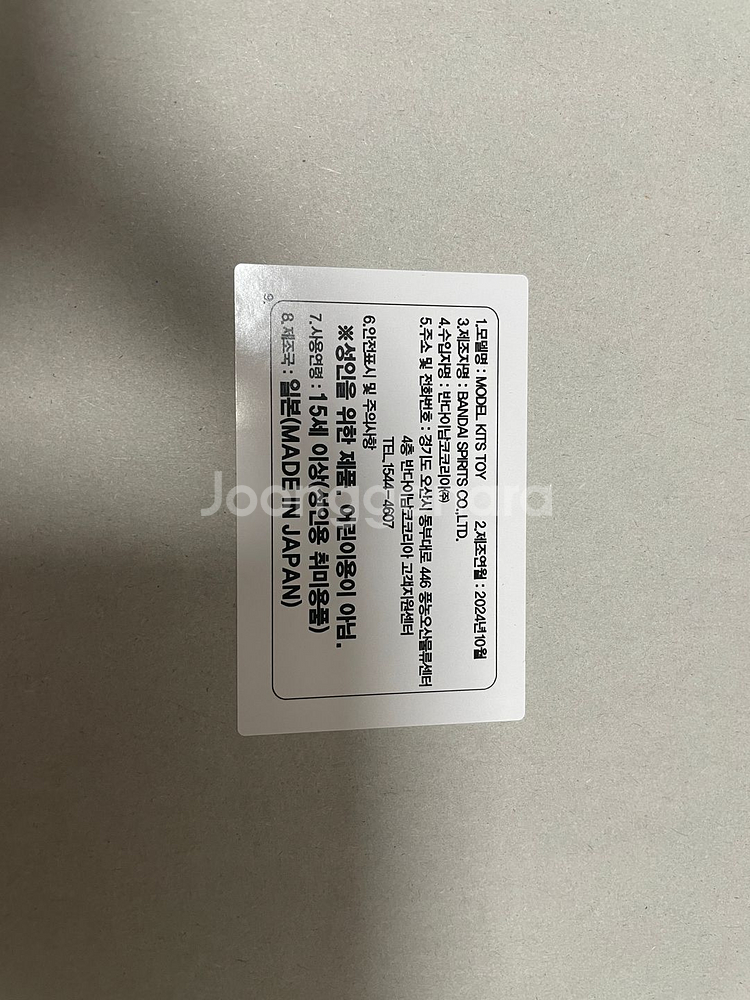 1.모델명 : MODEL KITS TOY 2.제조연월 : 2024년10월
3.제조자명 : BANDAI SPIRITS CO.,LTD.
4.수입자명 : 반다이남코코리아㈜
5.주소 및 전화번호 : 경기도 오산시 동부대로 446 풍농오산물류센터
4층 반다이남코코리아 고객지원센터
TEL.1544-4607
6.안전표시 및 주의사항
※성인을 위한 제품. 어린이용이 아님.
7.사용연령 : 15세 이상(성인용 취미용품)
8.제조국 : 일본(MADE IN JAPAN)
9.
Joonggonara